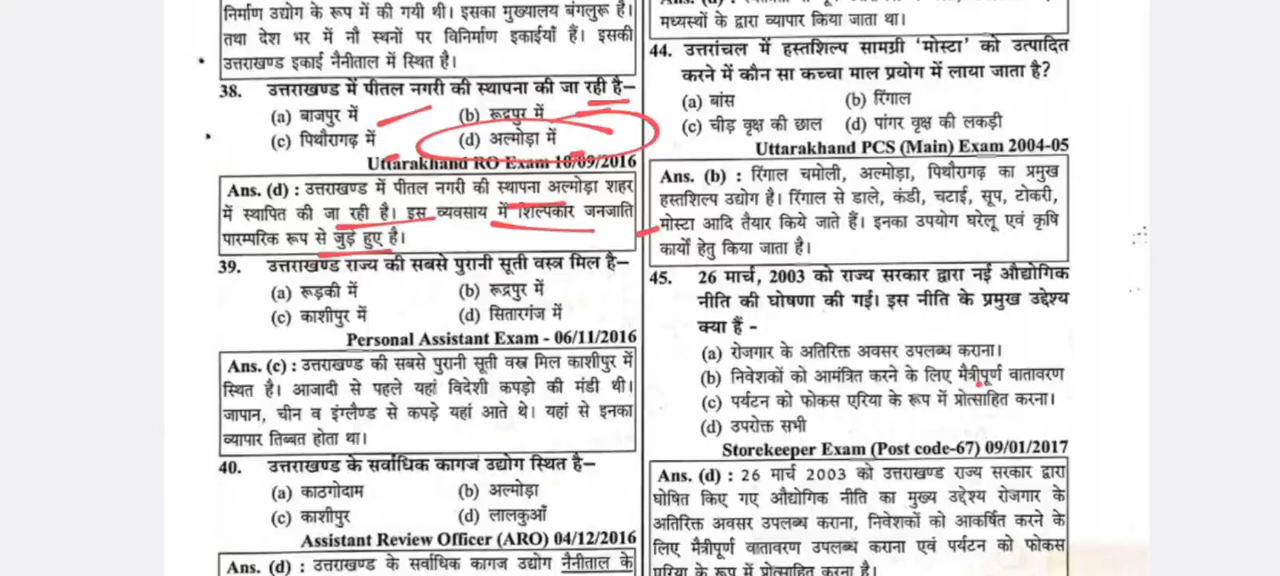 निर्माण उद्योग के रूप में की गयी थी। इसका मुख्यालय बंगलुरू है।
तथा देश भर में नौ स्थनों पर विनिर्माण इकाईयाँ हैं। इसकी
उत्तराखण्ड इकाई नैनीताल में स्थित है।
38. उत्तराखण्ड में पीतल नगरी की स्थापना की जा रही है–
(a) बाजपुर में (b) रूद्रपुर में
(c) पिथौरागढ़ में (d) अल्मोड़ा में
Uttarakhand RO Exam 18/09/2016
Ans. (d) : उत्तराखण्ड में पीतल नगरी की स्थापना अल्मोड़ा शहर
में स्थापित की जा रही है। इस व्यवसाय में शिल्पकार जनजाति
पारम्परिक रूप से जुड़े हुए है।
39. उत्तराखण्ड राज्य की सबसे पुरानी सूती वस्त्र मिल है–
(a) रूड़की में (b) रूद्रपुर में
(c) काशीपुर में (d) सितारगंज में
Personal Assistant Exam - 06/11/2016
Ans. (c) : उत्तराखण्ड की सबसे पुरानी सूती वस्त्र मिल काशीपुर में
स्थित है। आजादी से पहले यहां विदेशी कपड़ो की मंडी थी।
जापान, चीन व इंग्लैण्ड से कपड़े यहां आते थे। यहां से इनका
व्यापार तिब्बत होता था।
40. उत्तराखण्ड के सर्वाधिक कागज उद्योग स्थित है–
(a) काठगोदाम (b) अल्मोड़ा
(c) काशीपुर (d) लालकुआँ
Assistant Review Officer (ARO) 04/12/2016
Ans. (d) : उत्तराखण्ड के सर्वाधिक कागज उद्योग नैनीताल के
मध्यस्थों के द्वारा व्यापार किया जाता था।
44. उत्तरांचल में हस्तशिल्प सामग्री ‘मोस्टा’ को उत्पादित
करने में कौन सा कच्चा माल प्रयोग में लाया जाता है?
(a) बांस (b) रिंगाल
(c) चीड़ वृक्ष की छाल (d) पांगर वृक्ष की लकड़ी
Uttarakhand PCS (Main) Exam 2004-05
Ans. (b) : रिंगाल चमोली, अल्मोड़ा, पिथौरागढ़ का प्रमुख
हस्तशिल्प उद्योग है। रिंगाल से डाले, कंडी, चटाई, सूप, टोकरी,
मोस्टा आदि तैयार किये जाते हैं। इनका उपयोग घरेलू एवं कृषि
कार्यो हेतु किया जाता है।
45. 26 मार्च, 2003 को राज्य सरकार द्वारा नई औद्योगिक
नीति की घोषणा की गई। इस नीति के प्रमुख उद्देश्य
क्या हैं -
(a) रोजगार के अतिरिक्त अवसर उपलब्ध कराना।
(b) निवेशकों को आमंत्रित करने के लिए मैत्रीपूर्ण वातावरण
(c) पर्यटन को फोकस एरिया के रूप में प्रोत्साहित करना।
(d) उपरोक्त सभी
Storekeeper Exam (Post code-67) 09/01/2017
Ans. (d) : 26 मार्च 2003 को उत्तराखण्ड राज्य सरकार द्वारा
घोषित किए गए औद्योगिक नीति का मुख्य उद्देश्य रोजगार के
अतिरिक्त अवसर उपलब्ध कराना, निवेशकों को आकर्षित करने के
लिए मैत्रीपूर्ण वातावरण उपलब्ध कराना एवं पर्यटन को फोकस
एरिया के रूप में प्रोत्साहित करना है।